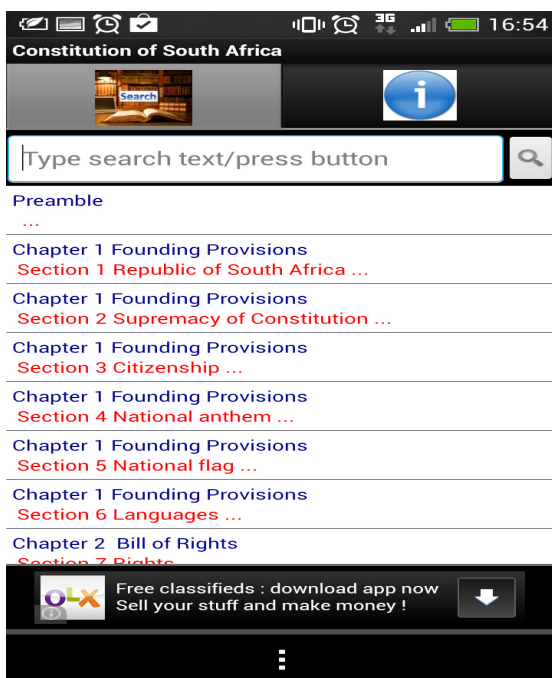 3G
16:54
Constitution of South Africa
Search
i
Type search text/press button
Preamble
...
Chapter 1 Founding Provisions
Section 1 Republic of South Africa ...
Chapter 1 Founding Provisions
Section 2 Supremacy of Constitution ...
Chapter 1 Founding Provisions
Section 3 Citizenship ...
Chapter 1 Founding Provisions
Section 4 National anthem ...
Chapter 1 Founding Provisions
Section 5 National flag ...
Chapter 1 Founding Provisions
Section 6 Languages ...
Chapter 2  Bill of Rights
Section 7 Rights
OLX
Free classifieds : download app now
Sell your stuff and make money !